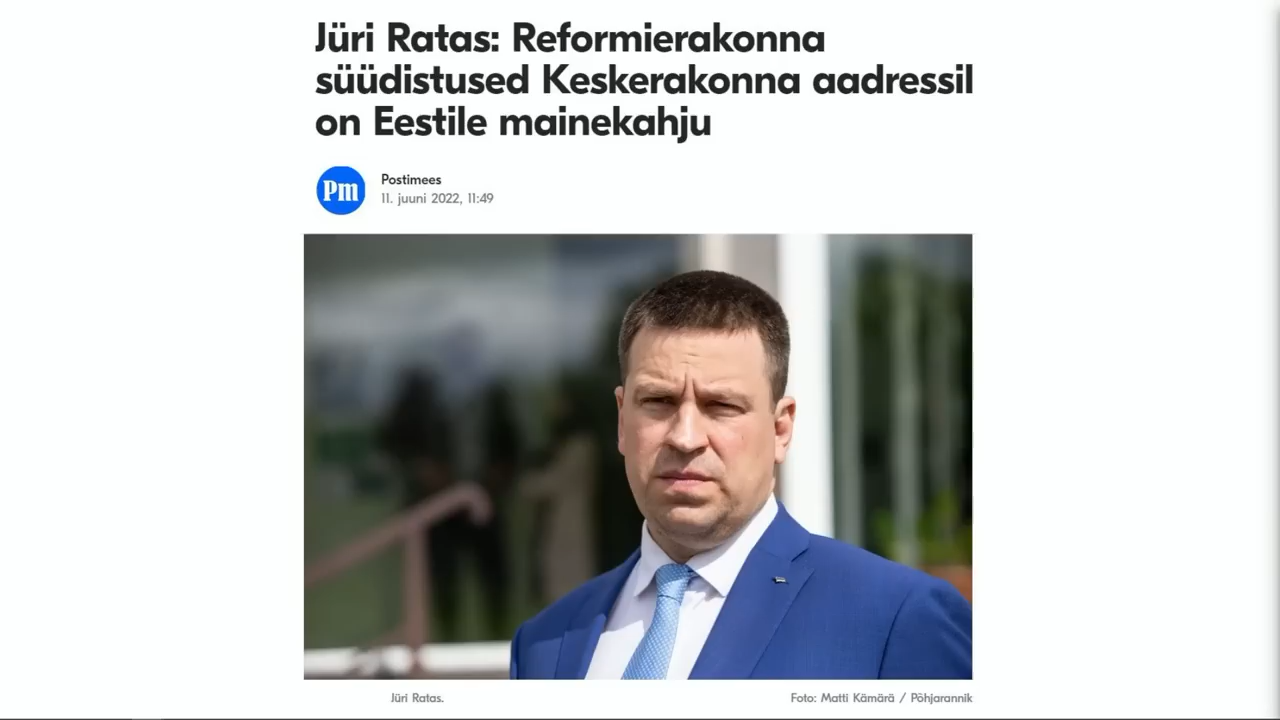 Jüri Ratas: Reformierakonna
süüdistused Keskerakonna aadressil
on Eestile mainekahju
Pm
Postimees
11. juuni 2022, 11:49
Jüri Ratas.
Foto: Matti Kämärä / Põhjarannik